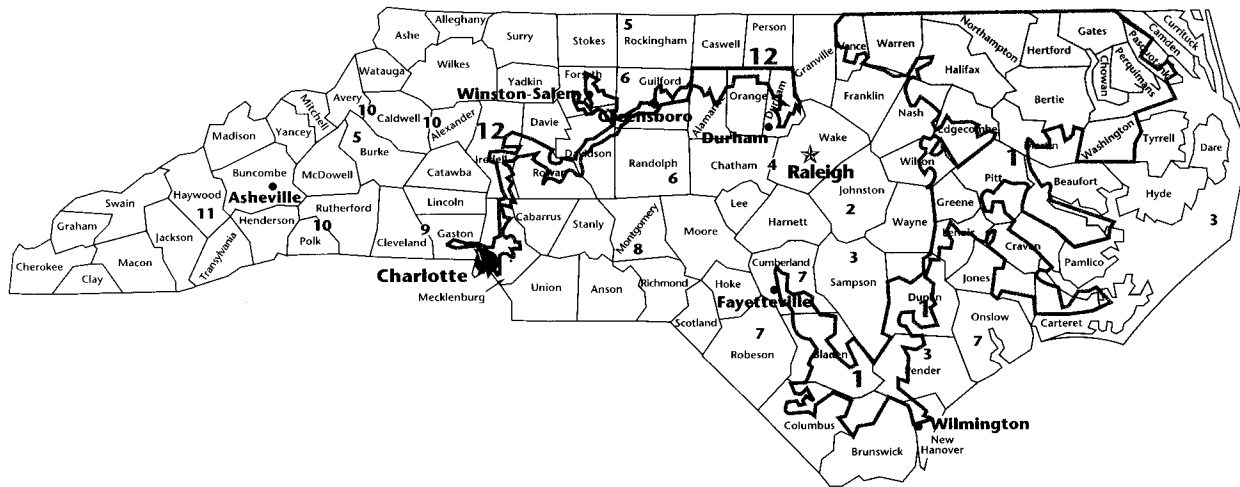 Alleghany
Ashe
Surry
Stokes
5
Rockingham
Caswell
Person
Granville
Vance
Warren
Northampton
Gates
Hertford
Currituck
Camden
Pasquotank
Perquimans
Chowan
Halifax
Bertie
12
Watauga
Wilkes
Yadkin
Forsyth
6
Guilford
Alamance
Orange
Durham
Franklin
Nash
Edgecombe
Martin
Washington
Tyrrell
Dare
Winston-Salem
Greensboro
Durham
Avery
10
Mitchell
Caldwell
10
Alexander
12
Iredell
Davie
Davidson
Rowan
Randolph
6
Chatham
4
Wake
Raleigh
Wilson
1
Pitt
Beaufort
Hyde
3
Madison
Yancey
5
Burke
McDowell
Buncombe
Asheville
Catawba
Lincoln
Johnston
2
Wayne
Greene
Lenoir
Craven
Pamlico
Swain
Haywood
11
Rutherford
Henderson
10
Polk
Cleveland
9
Gaston
Cabarrus
Stanly
Montgomery
8
Moore
Lee
Harnett
Graham
Jackson
Transylvania
Cherokee
Clay
Macon
Charlotte
Mecklenburg
Union
Anson
Richmond
Hoke
Scotland
Cumberland
7
Fayetteville
3
Sampson
Duplin
1
Jones
Onslow
7
Carteret
7
Robeson
Bladen
1
3
Pender
Columbus
Brunswick
Wilmington
New
Hanover